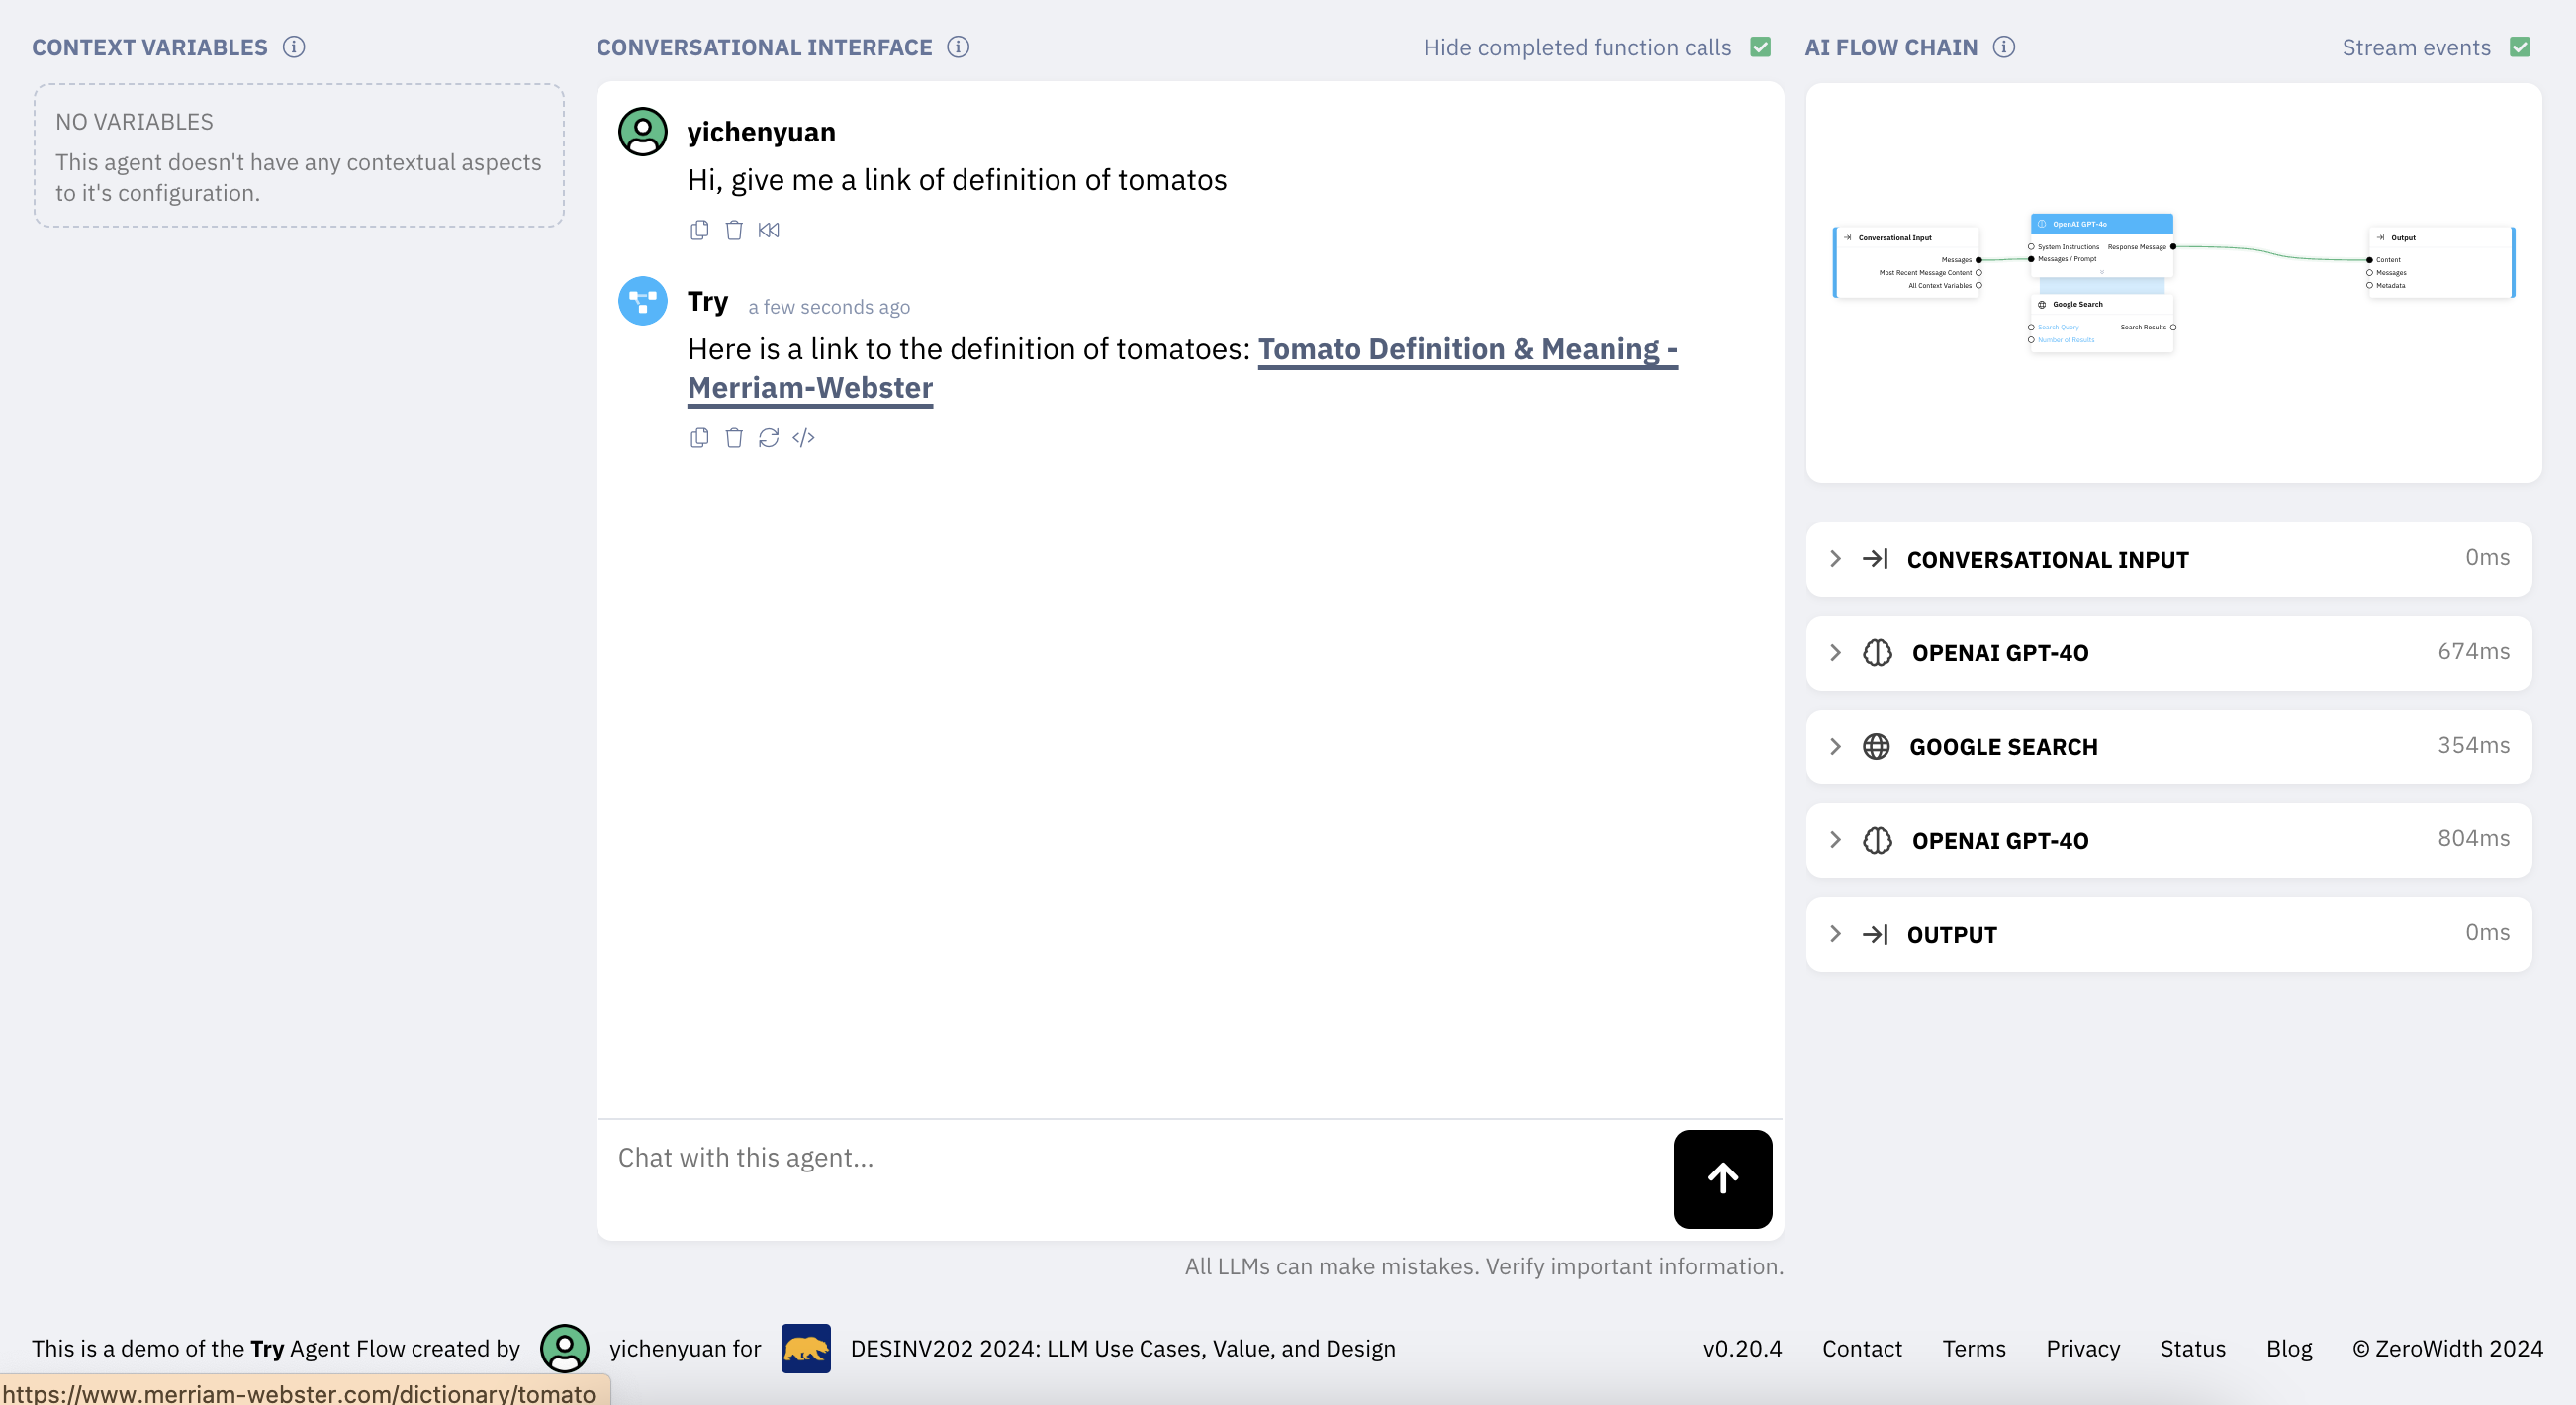 CONTEXT VARIABLES
NO VARIABLES
This agent doesn't have any contextual aspects
to it's configuration.
CONVERSATIONAL INTERFACE
Hide completed function calls
yichenyuan
Hi, give me a link of definition of tomatos
Try a few seconds ago
Here is a link to the definition of tomatoes: Tomato Definition & Meaning -
Merriam-Webster
Chat with this agent...
All LLMs can make mistakes. Verify important information.
AI FLOW CHAIN
Stream events
Conversational Input
Messages
Most Recent Message Content
All Context Variables
OpenAI GPT-4o
System Instructions Response Message
Messages / Prompt
Google Search
Search Query Search Results
Number of Results
Output
Content
Messages
Metadata
CONVERSATIONAL INPUT 0ms
OPENAI GPT-4O 674ms
GOOGLE SEARCH 354ms
OPENAI GPT-4O 804ms
OUTPUT 0ms
This is a demo of the Try Agent Flow created by yichenyuan for DESINV202 2024: LLM Use Cases, Value, and Design
v0.20.4 Contact Terms Privacy Status Blog © ZeroWidth 2024
https://www.merriam-webster.com/dictionary/tomato